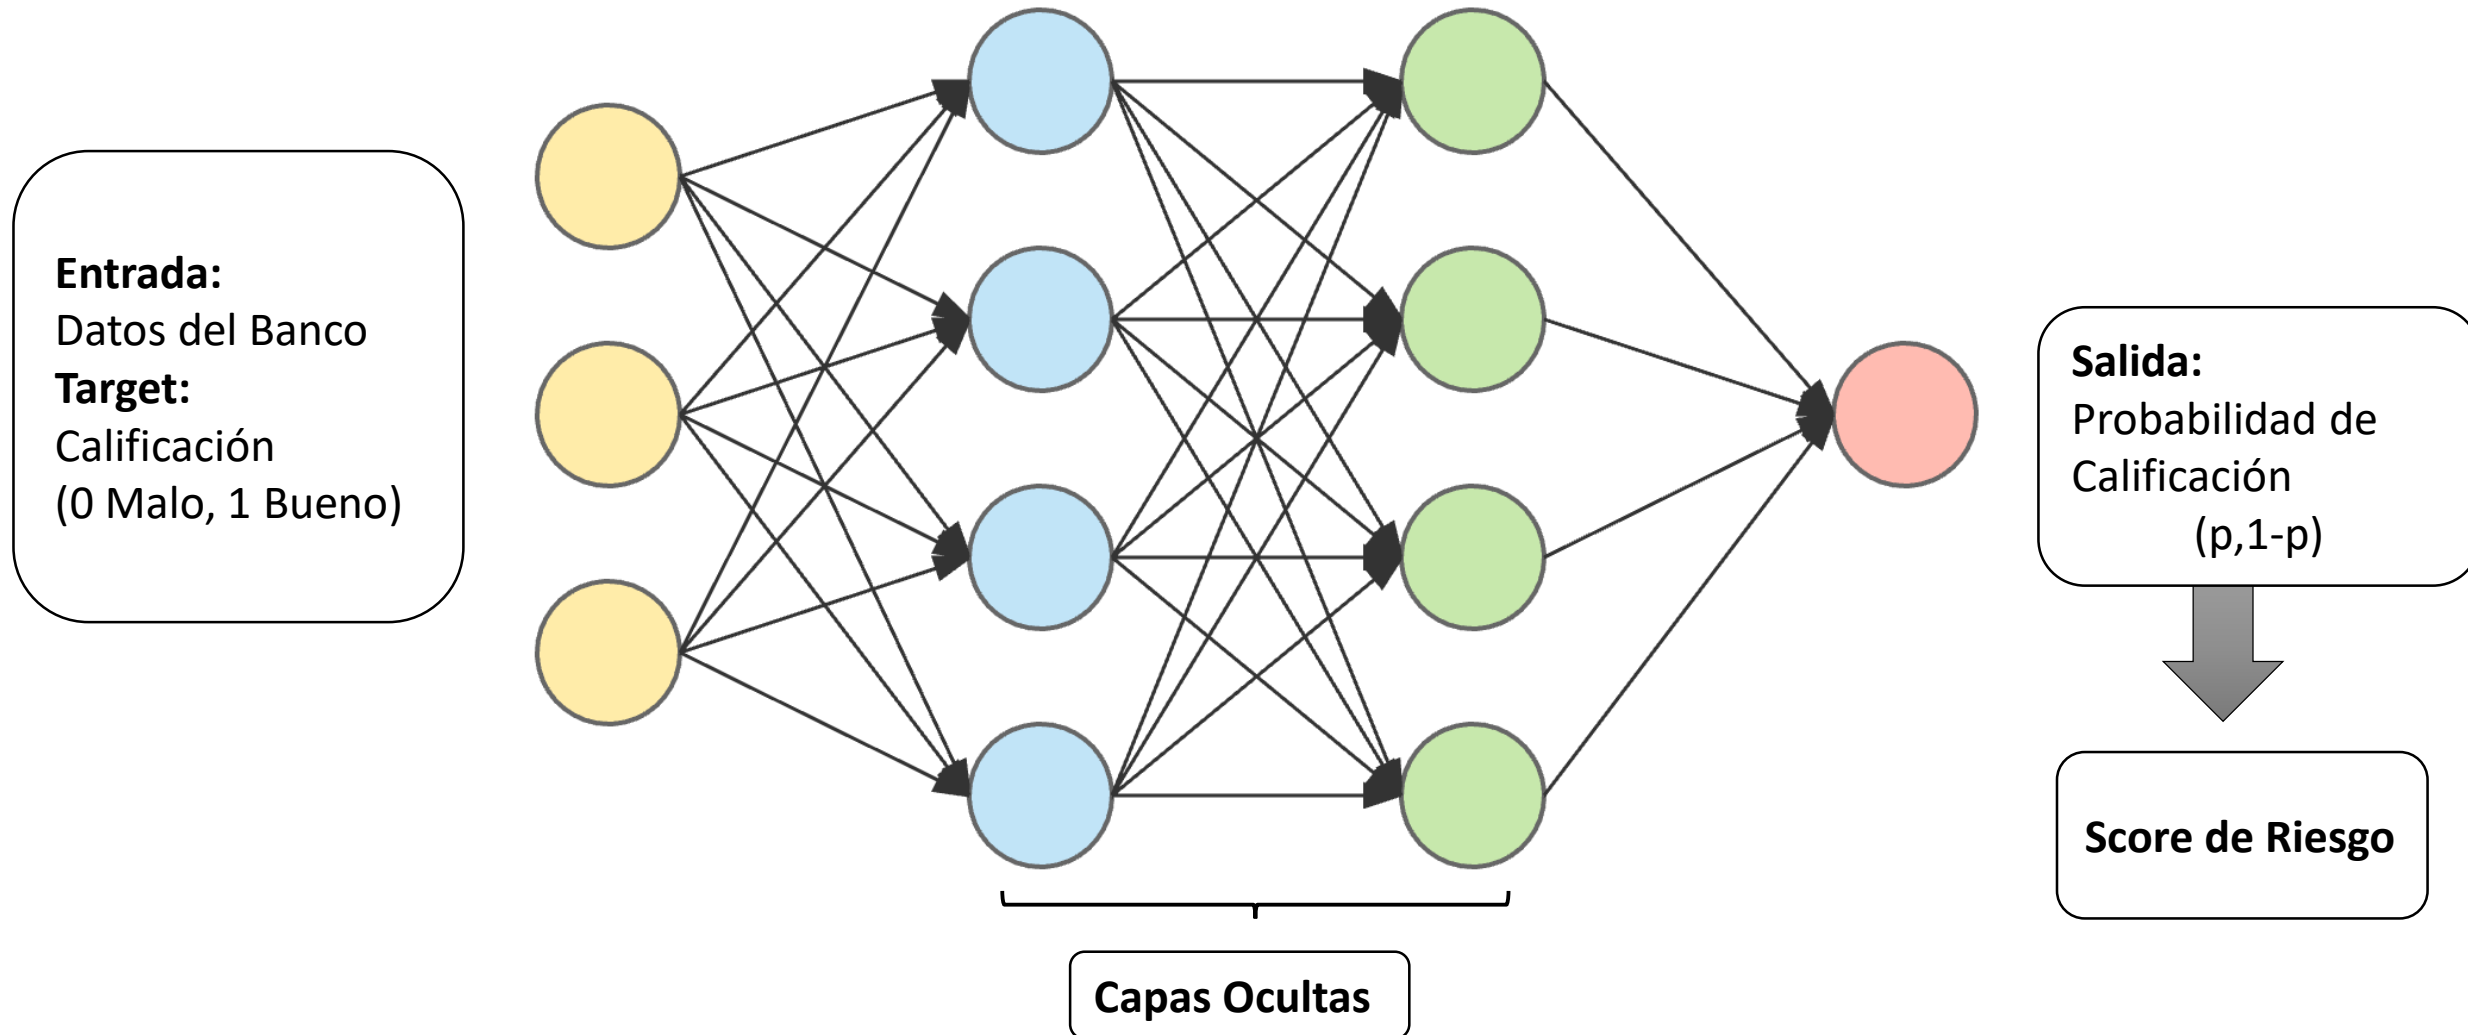 Entrada:
Datos del Banco
Target:
Calificación
(0 Malo, 1 Bueno)
Salida:
Probabilidad de
Calificación
(p,1-p)
Score de Riesgo
Capas Ocultas